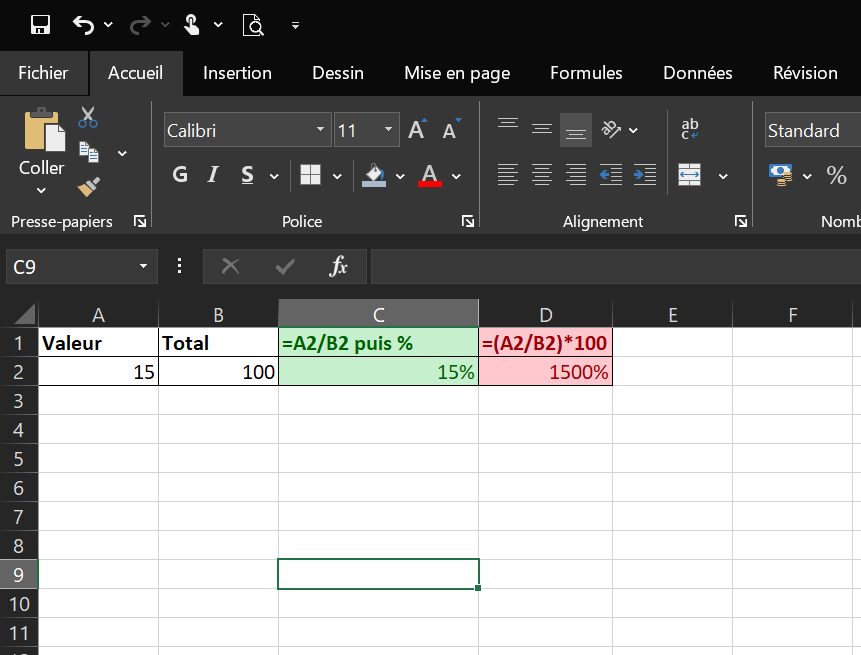 Fichier Accueil Insertion Dessin Mise en page Formules Données Révision
Calibri 11 A A ab c Standard
Coller G I S A %
Presse-papiers Police Alignement Nomb
C9 fx
A B C D E F
1 Valeur Total =A2/B2 puis % =(A2/B2)*100
2 15 100 15% 1500%
3
4
5
6
7
8
9
10
11